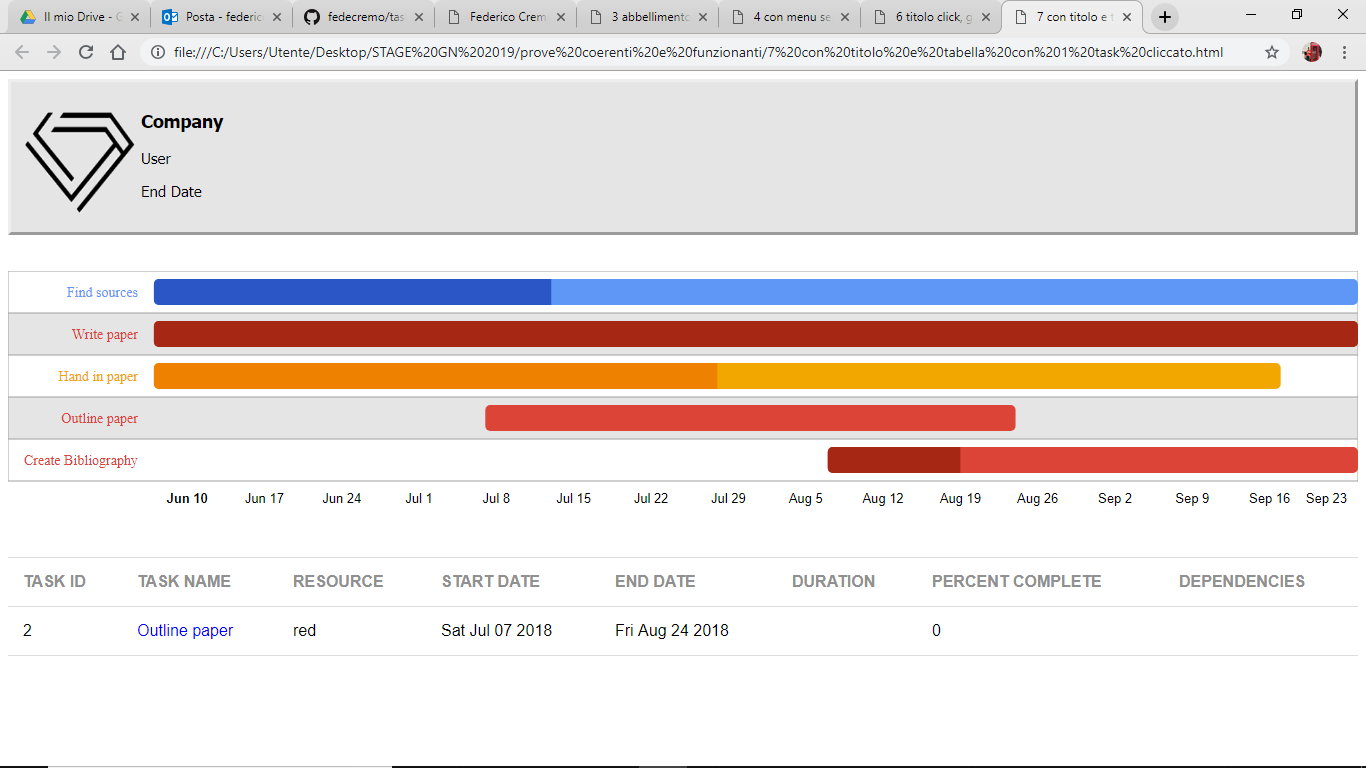 Il mio Drive - G
Posta - federic
fedecremo/tas
Federico Crem
3 abbellimento
4 con menu se
6 titolo click, g
7 con titolo e t
file:///C:/Users/Utente/Desktop/STAGE%20GN%202019/prove%20coerenti%20e%20funzionanti/7%20con%20titolo%20e%20tabella%20con%201%20task%20cliccato.html
Company
User
End Date
Find sources
Write paper
Hand in paper
Outline paper
Create Bibliography
Jun 10 Jun 17 Jun 24 Jul 1 Jul 8 Jul 15 Jul 22 Jul 29 Aug 5 Aug 12 Aug 19 Aug 26 Sep 2 Sep 9 Sep 16 Sep 23
TASK ID TASK NAME RESOURCE START DATE END DATE DURATION PERCENT COMPLETE DEPENDENCIES
2 Outline paper red Sat Jul 07 2018 Fri Aug 24 2018 0